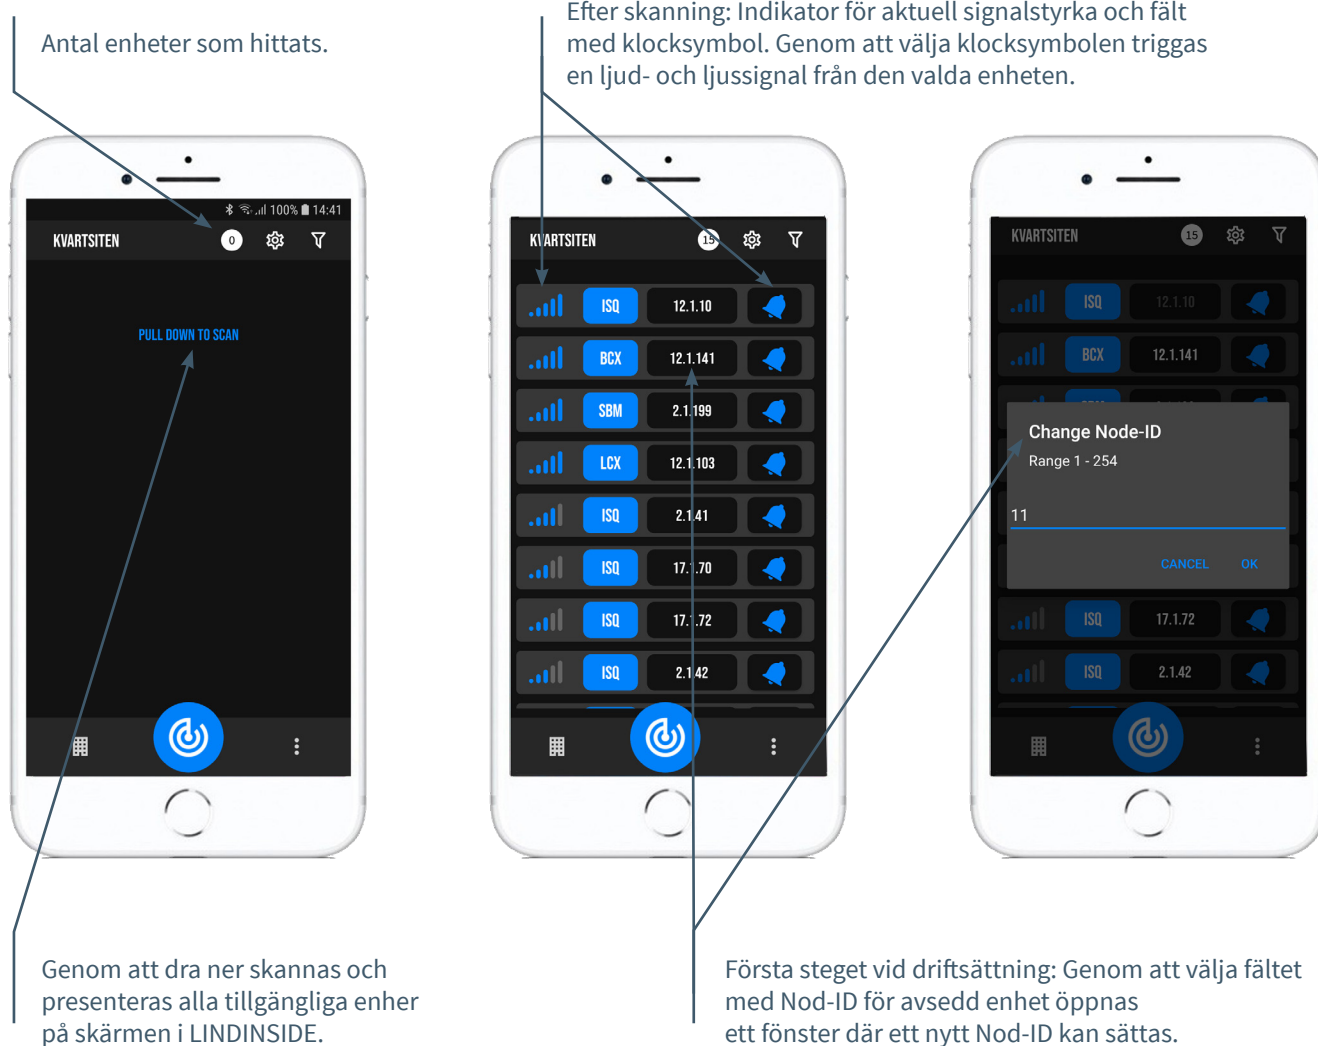 Antal enheter som hittats.
Efter skanning: Indikator för aktuell signalstyrka och fält
med klocksymbol. Genom att välja klocksymbolen triggas
en ljud- och ljussignal från den valda enheten.
100% 14:41
KVARTSITEN 0
PULL DOWN TO SCAN
KVARTSITEN 15
ISQ 12.1.10
BCX 12.1.141
SBM 2.1.199
LCX 12.1.103
ISQ 2.1.41
ISQ 17.1.70
ISQ 17.1.72
ISQ 2.1.42
KVARTSITEN 15
ISQ 12.1.10
BCX 12.1.141
Change Node-ID
Range 1 - 254
11
CANCEL OK
ISQ 17.1.72
ISQ 2.1.42
Genom att dra ner skannas och
presenteras alla tillgängliga enher
på skärmen i LINDINSIDE.
Första steget vid driftsättning: Genom att välja fältet
med Nod-ID för avsedd enhet öppnas
ett fönster där ett nytt Nod-ID kan sättas.